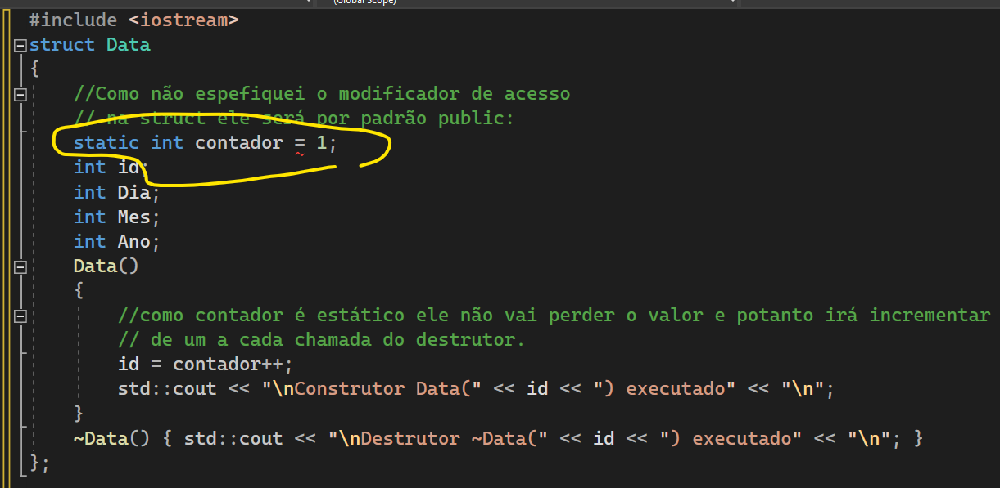 (Global Scope)
#include <iostream>
struct Data
{
//Como não espefiquei o modificador de acesso
// na struct ele será por padrão public:
static int contador = 1;
int id;
int Dia;
int Mes;
int Ano;
Data()
{
//como contador é estático ele não vai perder o valor e potanto irá incrementar
// de um a cada chamada do destrutor.
id = contador++;
std::cout << "\nConstrutor Data(" << id << ") executado" << "\n";
}
~Data() { std::cout << "\nDestrutor ~Data(" << id << ") executado" << "\n"; }
};